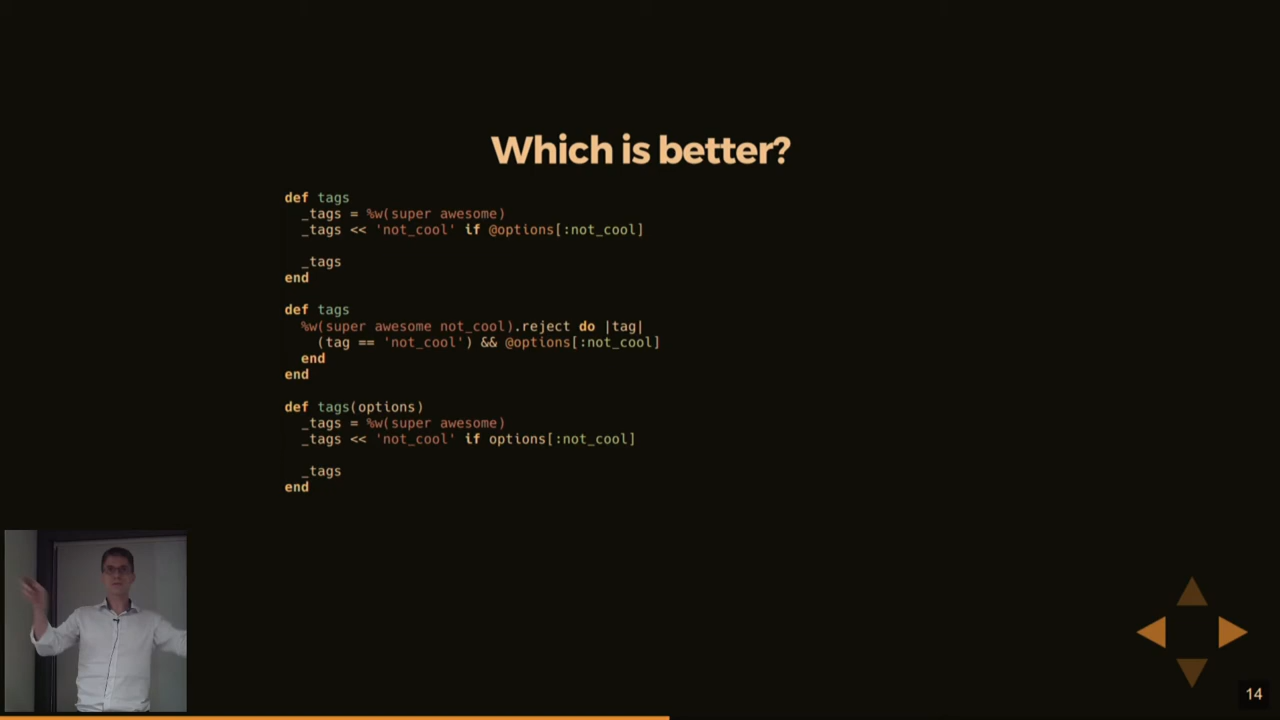 Which is better?
def tags
  _tags = %w(super awesome)
  _tags << 'not_cool' if @options[:not_cool]

  _tags
end

def tags
  %w(super awesome not_cool).reject do |tag|
    (tag == 'not_cool') && @options[:not_cool]
  end
end

def tags(options)
  _tags = %w(super awesome)
  _tags << 'not_cool' if options[:not_cool]

  _tags
end
14